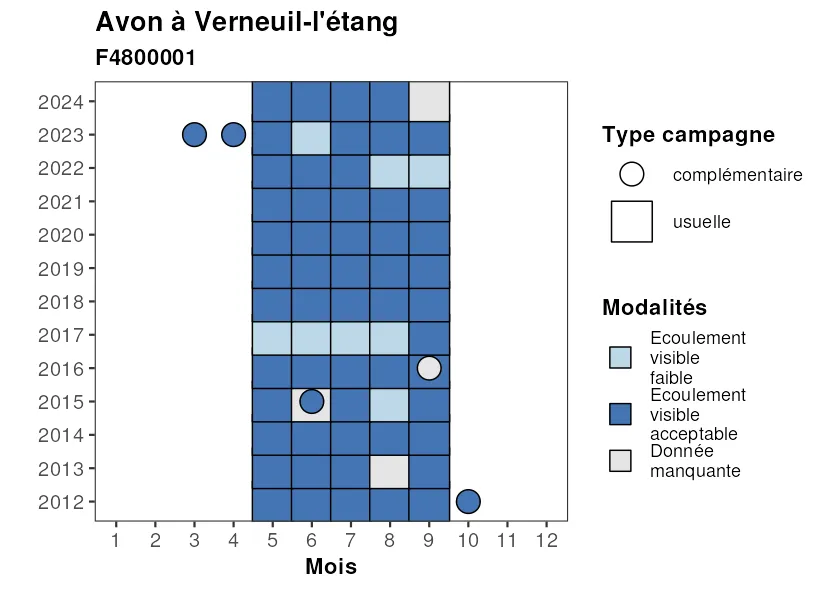 Avon à Verneuil-l'étang
F4800001
2024
2023
2022
2021
2020
2019
2018
2017
2016
2015
2014
2013
2012
1 2 3 4 5 6 7 8 9 10 11 12
Mois
Type campagne
complémentaire
usuelle
Modalités
Ecoulement
visible
faible
Ecoulement
visible
acceptable
Donnée
manquante